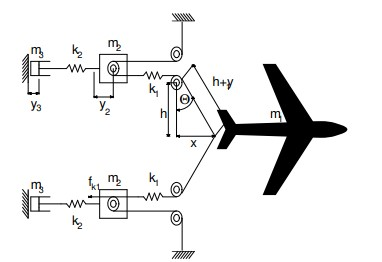 m3 k2 m2
k1 h+y
y3 y2 h Θ x m1
m3 fk1 m2 k1
k2